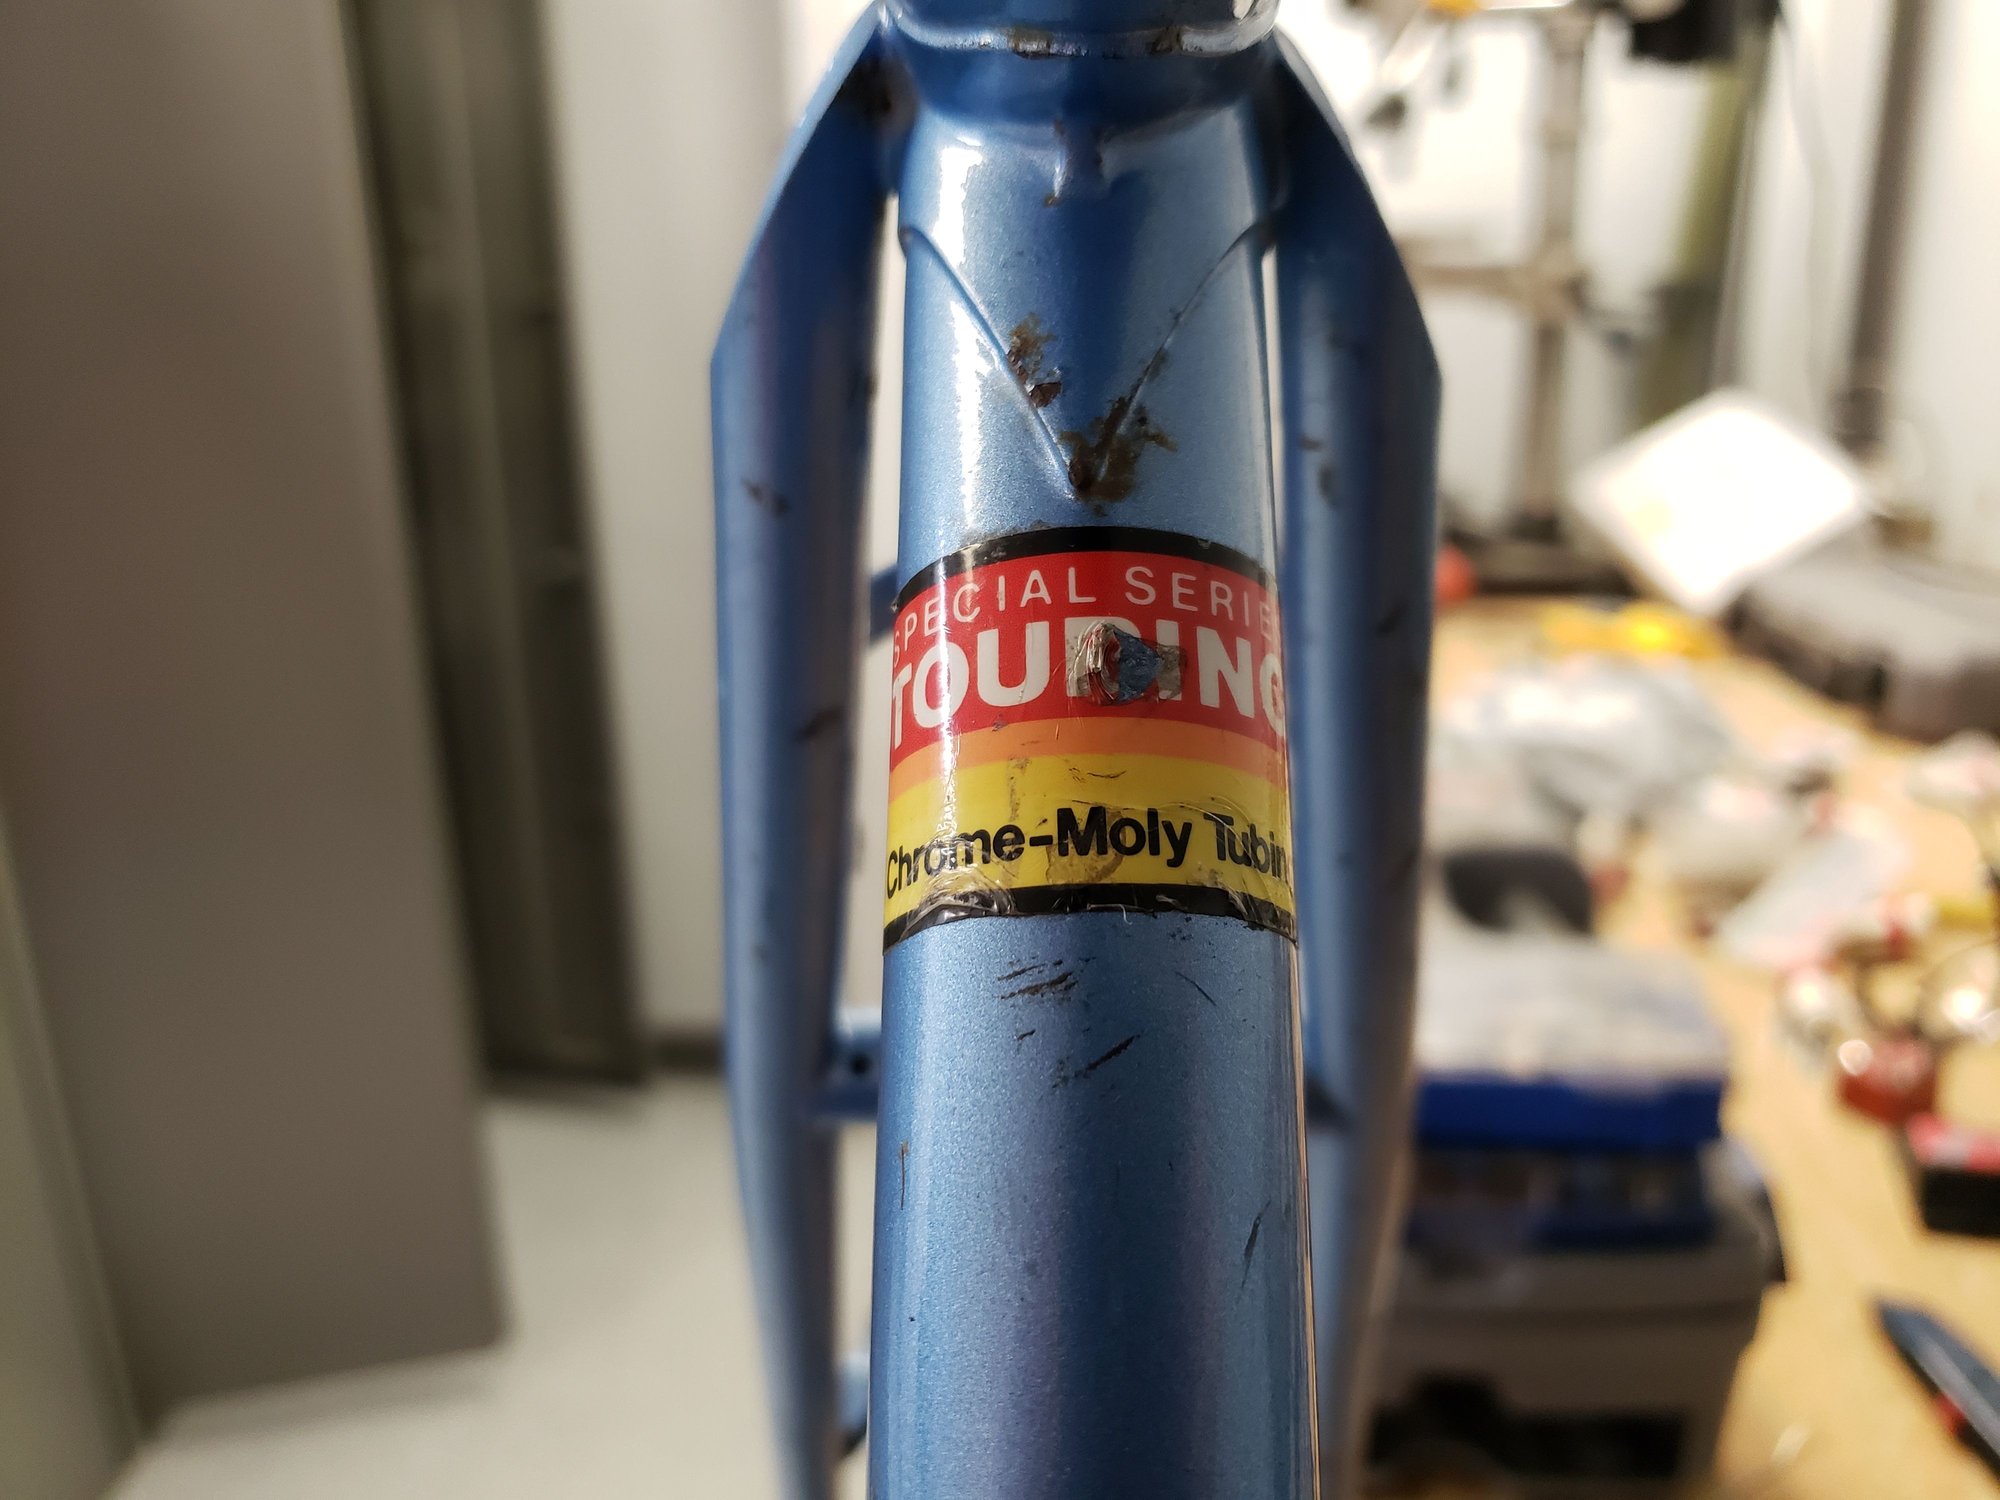 SPECIAL SERIE
TOURING
Chrome-Moly Tubin